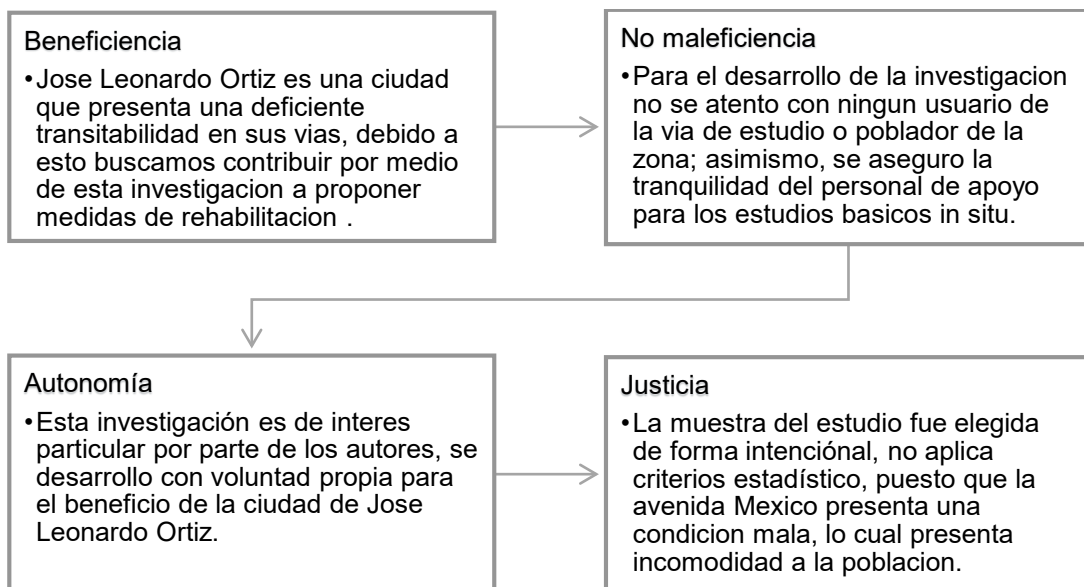 Beneficiencia
•Jose Leonardo Ortiz es una ciudad
que presenta una deficiente
transitabilidad en sus vias, debido a
esto buscamos contribuir por medio
de esta investigacion a proponer
medidas de rehabilitacion .
No maleficiencia
•Para el desarrollo de la investigacion
no se atento con ningun usuario de
la via de estudio o poblador de la
zona; asimismo, se aseguro la
tranquilidad del personal de apoyo
para los estudios basicos in situ.
Autonomía
•Esta investigación es de interes
particular por parte de los autores, se
desarrollo con voluntad propia para
el beneficio de la ciudad de Jose
Leonardo Ortiz.
Justicia
•La muestra del estudio fue elegida
de forma intenciónal, no aplica
criterios estadístico, puesto que la
avenida Mexico presenta una
condicion mala, lo cual presenta
incomodidad a la poblacion.